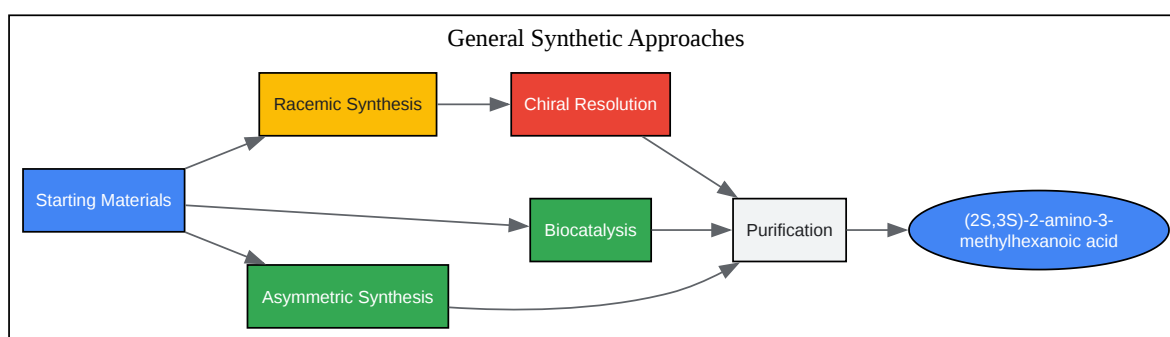 General Synthetic Approaches
Racemic Synthesis
Chiral Resolution
Starting Materials
Biocatalysis
Purification
(2S,3S)-2-amino-3-
methylhexanoic acid
Asymmetric Synthesis